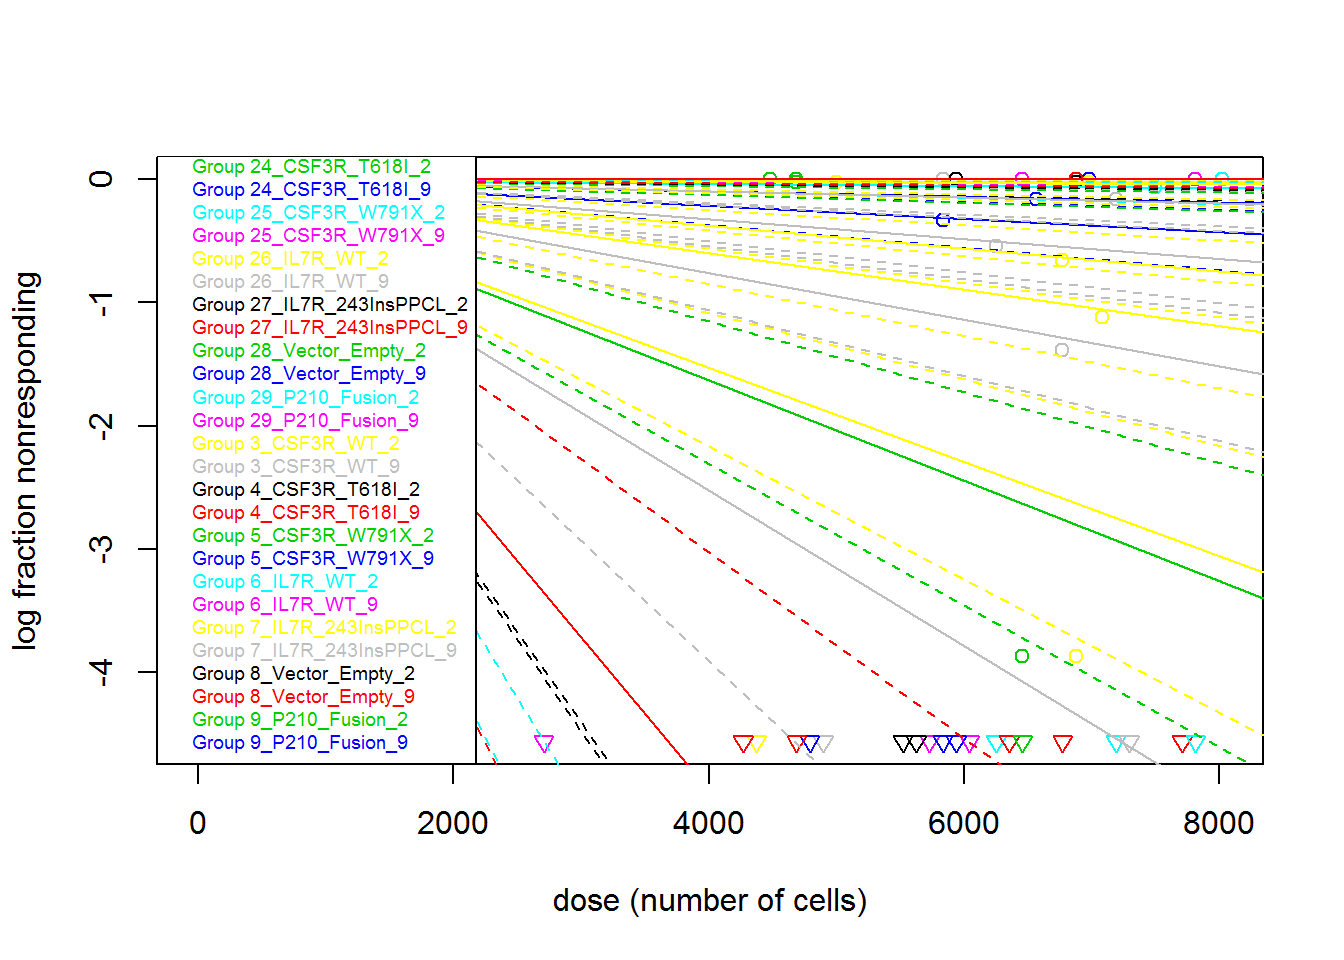 Group 24_CSF3R_T618I_2
Group 24_CSF3R_T618I_9
Group 25_CSF3R_W791X_2
Group 25_CSF3R_W791X_9
Group 26_IL7R_WT_2
Group 26_IL7R_WT_9
Group 27_IL7R_243InsPPCL_2
Group 27_IL7R_243InsPPCL_9
Group 28_Vector_Empty_2
Group 28_Vector_Empty_9
Group 29_P210_Fusion_2
Group 29_P210_Fusion_9
Group 3_CSF3R_WT_2
Group 3_CSF3R_WT_9
Group 4_CSF3R_T618I_2
Group 4_CSF3R_T618I_9
Group 5_CSF3R_W791X_2
Group 5_CSF3R_W791X_9
Group 6_IL7R_WT_2
Group 6_IL7R_WT_9
Group 7_IL7R_243InsPPCL_2
Group 7_IL7R_243InsPPCL_9
Group 8_Vector_Empty_2
Group 8_Vector_Empty_9
Group 9_P210_Fusion_2
Group 9_P210_Fusion_9
log fraction nonresponding
0
-1
-2
-3
-4
0 2000 4000 6000 8000
dose (number of cells)